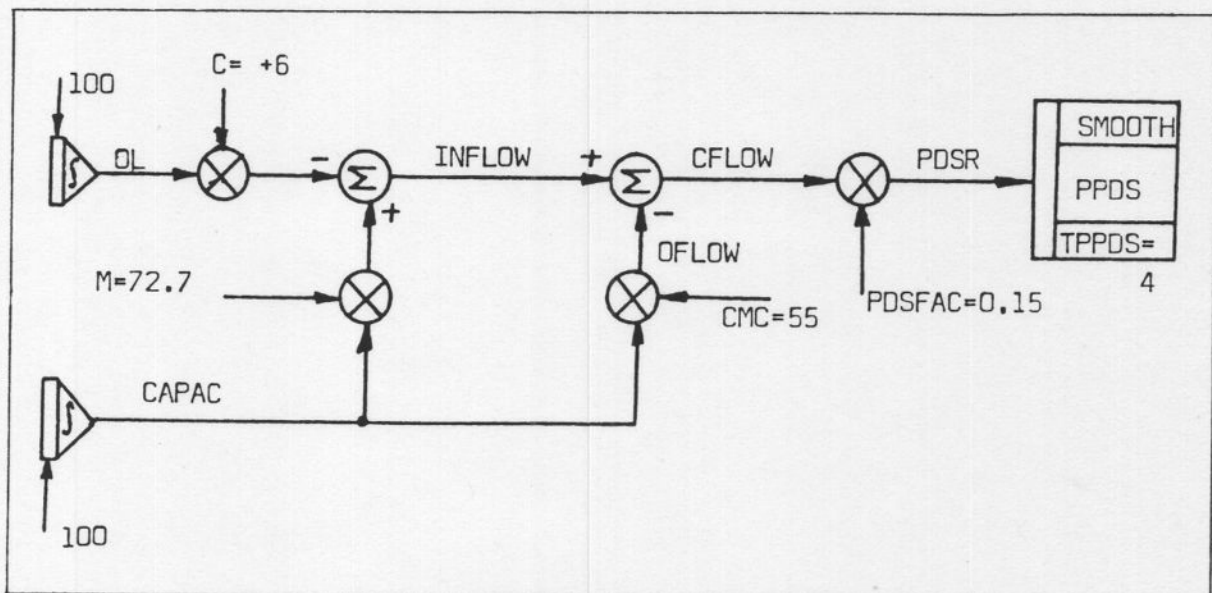 C= +6
100
OL
-
Σ
INFLOW
+
Σ
CFLOW
PDSR
SMOOTH
PPDS
TPPDS=
4
+
-
OFLOW
M=72.7
CMC=55
PDSFAC=0.15
CAPAC
100